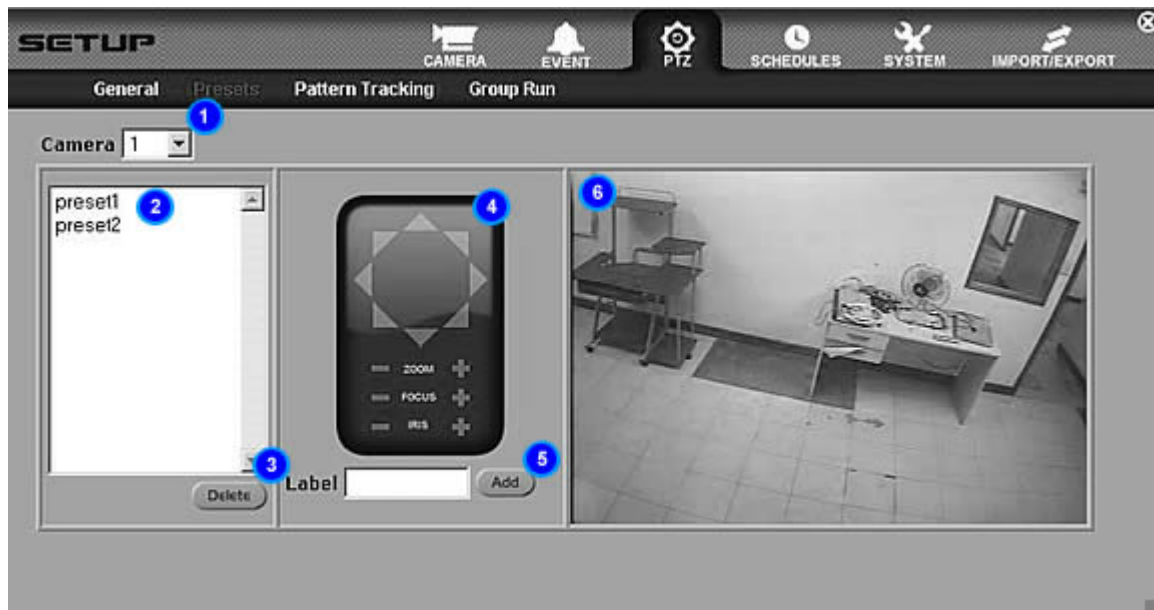 SETUP
CAMERA EVENT PTZ SCHEDULES SYSTEM IMPORT/EXPORT
General Presets Pattern Tracking Group Run
1
Camera 1
preset1
preset2
2
4
6
ZOOM
FOCUS
IRIS
3
5
Delete
Label Add